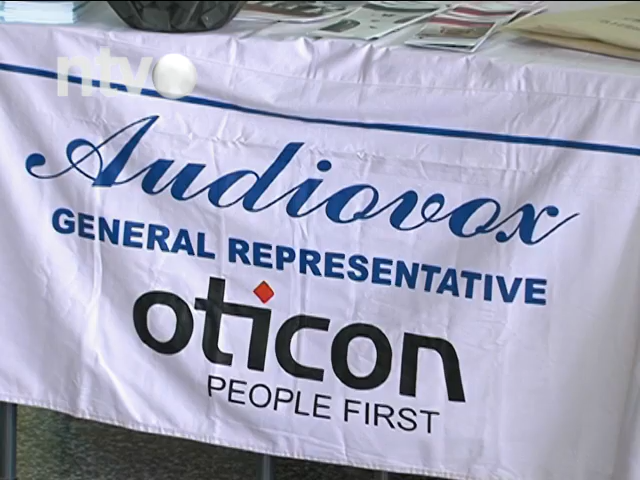 ntv
Audiovox
GENERAL REPRESENTATIVE
oticon
PEOPLE FIRST